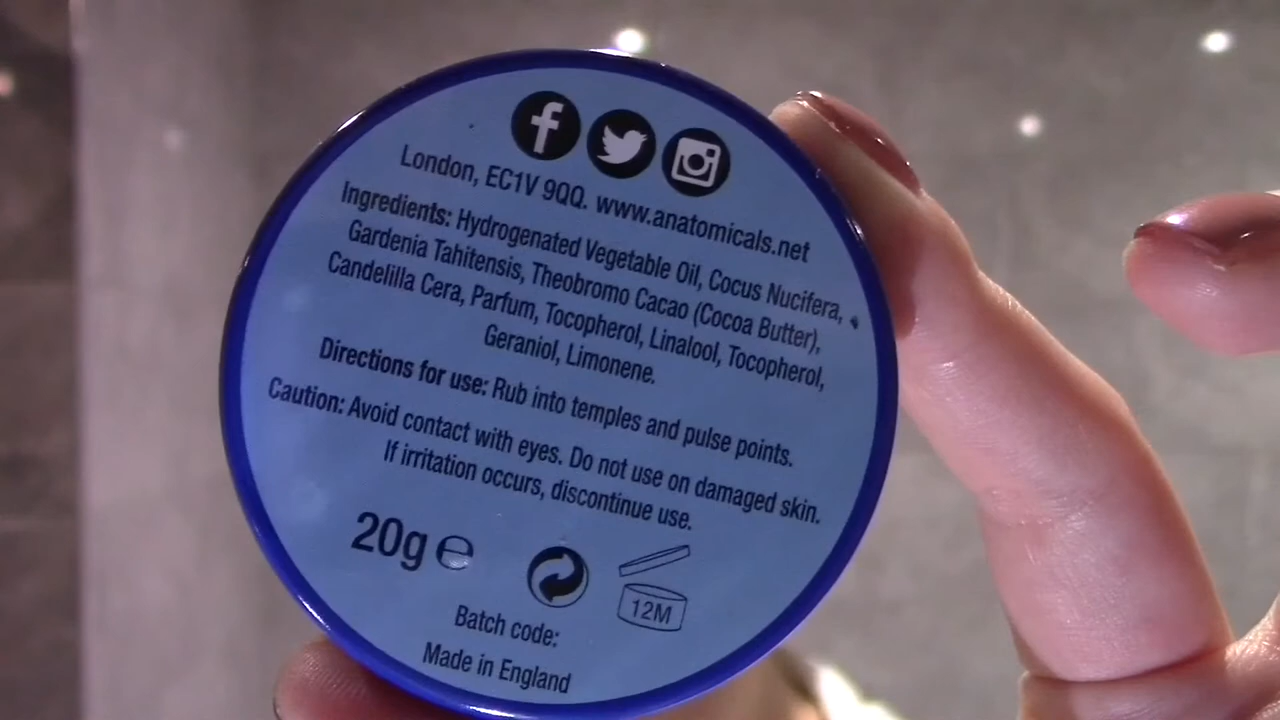 London, EC1V 9QQ. www.anatomicals.net
Ingredients: Hydrogenated Vegetable Oil, Cocus Nucifera,
Gardenia Tahitensis, Theobromo Cacao (Cocoa Butter),
Candelilla Cera, Parfum, Tocopherol, Linalool, Tocopherol,
Geraniol, Limonene.
Directions for use: Rub into temples and pulse points.
Caution: Avoid contact with eyes. Do not use on damaged skin.
If irritation occurs, discontinue use.
20g ℮
12M
Batch code:
Made in England